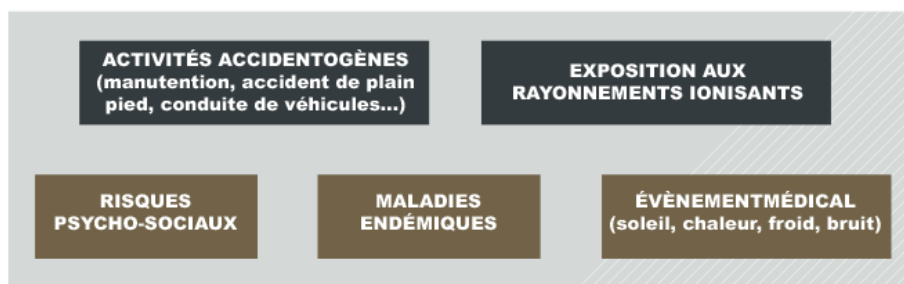 ACTIVITÉS ACCIDENTOGÈNES
(manutention, accident de plain
pied, conduite de véhicules...)
EXPOSITION AUX
RAYONNEMENTS IONISANTS
RISQUES
PSYCHO-SOCIAUX
MALADIES
ENDÉMIQUES
ÉVÈNEMENTMÉDICAL
(soleil, chaleur, froid, bruit)